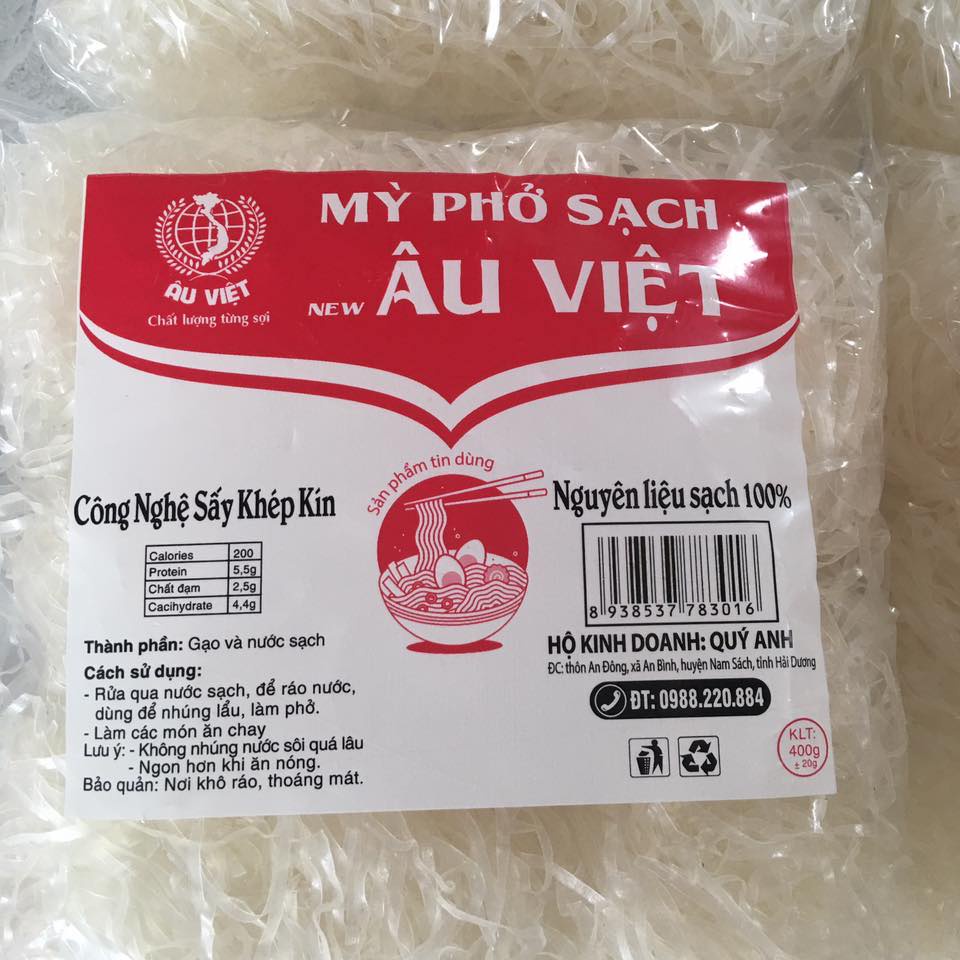 MỲ PHỞ SẠCH
NEW ÂU VIỆT
ÂU VIỆT
Chất lượng từng sợi
Sản phẩm tin dùng
Công Nghệ Sấy Khép Kín
Calories 200
Protein 5,5g
Chất đạm 2,5g
Cacihydrate 4,4g
Thành phần: Gạo và nước sạch
Cách sử dụng:
- Rửa qua nước sạch, để ráo nước,
dùng để nhúng lẩu, làm phở.
- Làm các món ăn chay
Lưu ý: - Không nhúng nước sôi quá lâu
- Ngon hơn khi ăn nóng.
Bảo quản: Nơi khô ráo, thoáng mát.
Nguyên liệu sạch 100%
8 938537 783016
HỘ KINH DOANH: QUÝ ANH
ĐC: thôn An Đông, xã An Bình, huyện Nam Sách, tỉnh Hải Dương
ĐT: 0988.220.884
KLT:
400g
± 20g